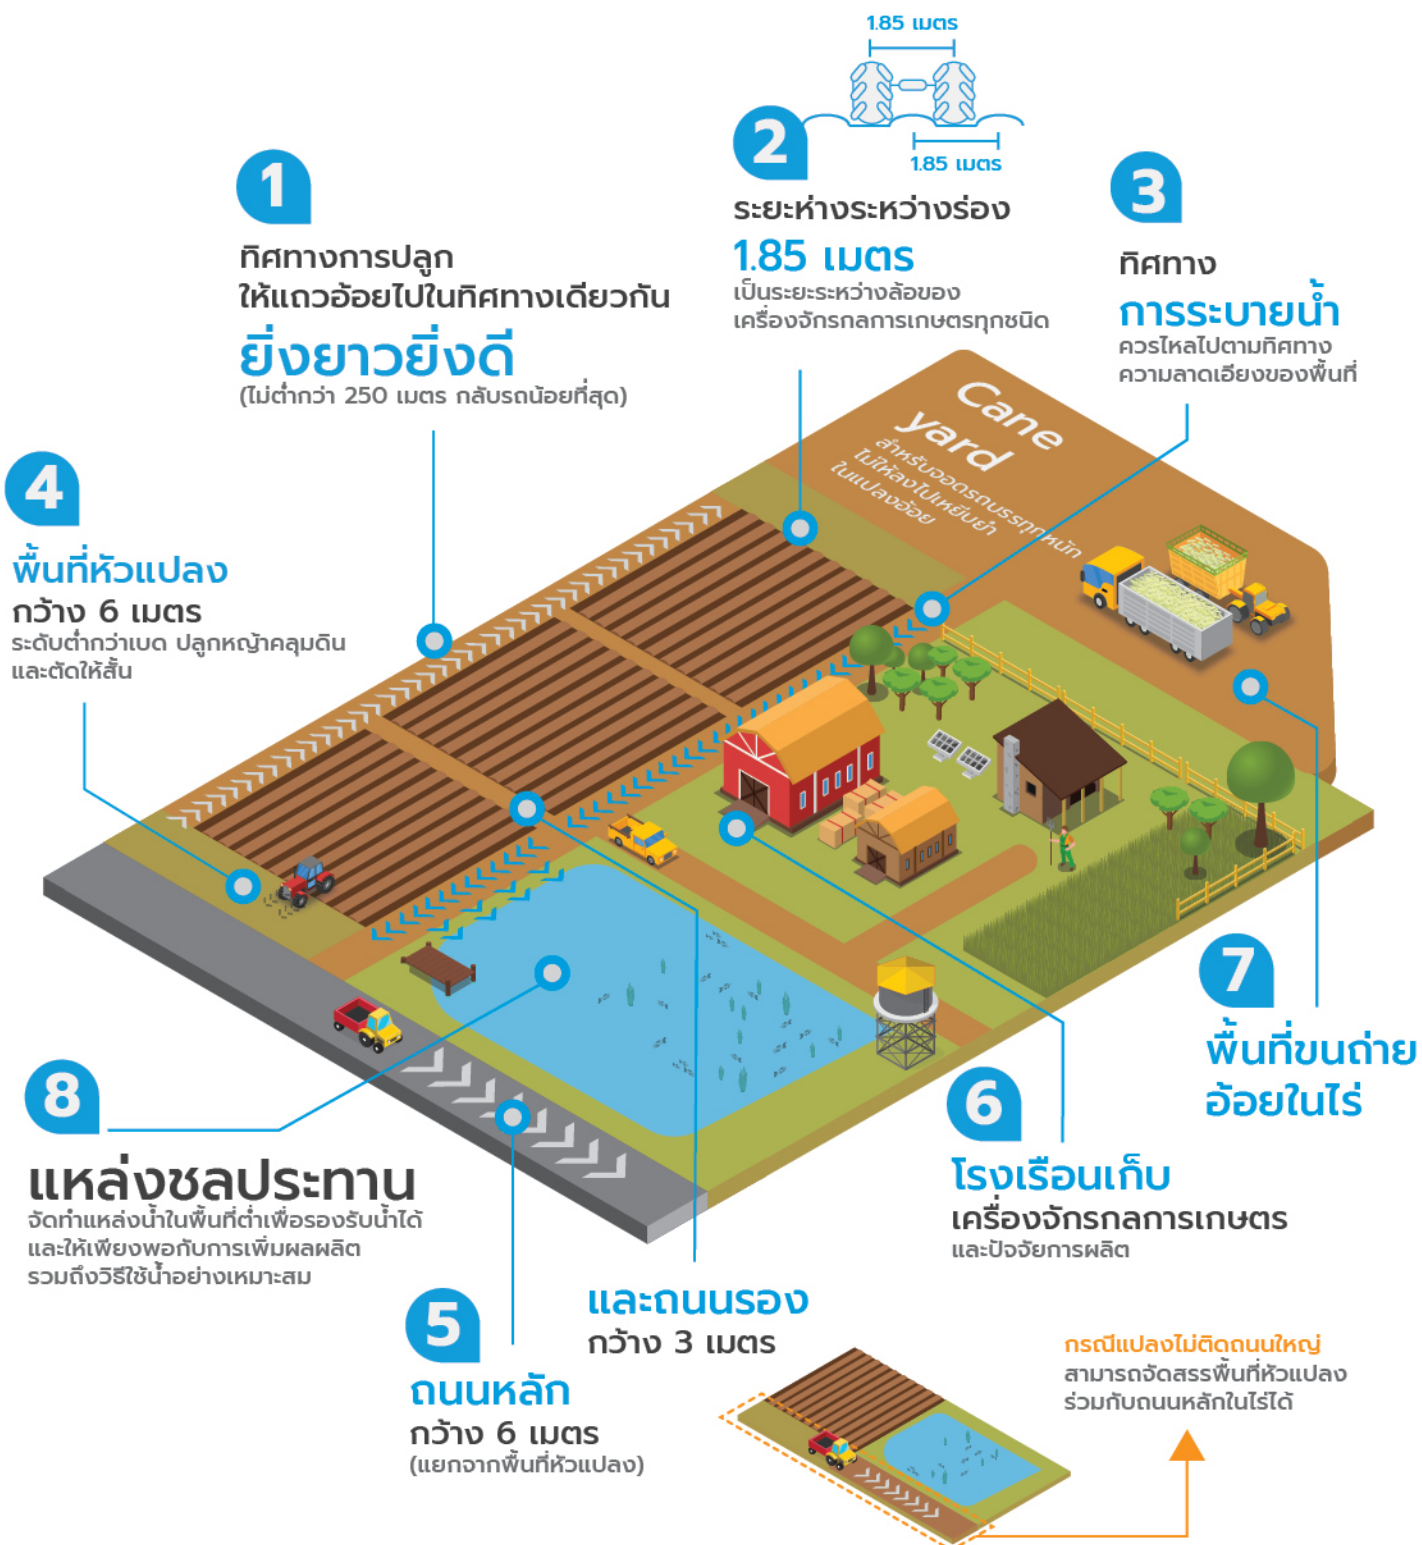 1.85 เมตร
1.85 เมตร
1
ทิศทางการปลูก
ให้แถวอ้อยไปในทิศทางเดียวกัน
ยิ่งยาวยิ่งดี
(ไม่ต่ำกว่า 250 เมตร กลับรถน้อยที่สุด)
2
ระยะห่างระหว่างร่อง
1.85 เมตร
เป็นระยะระหว่างล้อของ
เครื่องจักรกลการเกษตรทุกชนิด
3
ทิศทาง
การระบายน้ำ
ควรไหลไปตามทิศทาง
ความลาดเอียงของพื้นที่
Cane
yard
สำหรับจอดรถบรรทุกหนัก
ไม่ให้ลงไปเหยียบย่ำ
ในแปลงอ้อย
4
พื้นที่หัวแปลง
กว้าง 6 เมตร
ระดับต่ำกว่าเบด ปลูกหญ้าคลุมดิน
และตัดให้สั้น
7
พื้นที่ขนถ่าย
อ้อยในไร่
6
โรงเรือนเก็บ
เครื่องจักรกลการเกษตร
และปัจจัยการผลิต
8
แหล่งชลประทาน
จัดทำแหล่งน้ำในพื้นที่ต่ำเพื่อรองรับน้ำได้
และให้เพียงพอกับการเพิ่มผลผลิต
รวมถึงวิธีใช้น้ำอย่างเหมาะสม
5
ถนนหลัก
กว้าง 6 เมตร
(แยกจากพื้นที่หัวแปลง)
และถนนรอง
กว้าง 3 เมตร
กรณีแปลงไม่ติดถนนใหญ่
สามารถจัดสรรพื้นที่หัวแปลง
ร่วมกับถนนหลักในไร่ได้